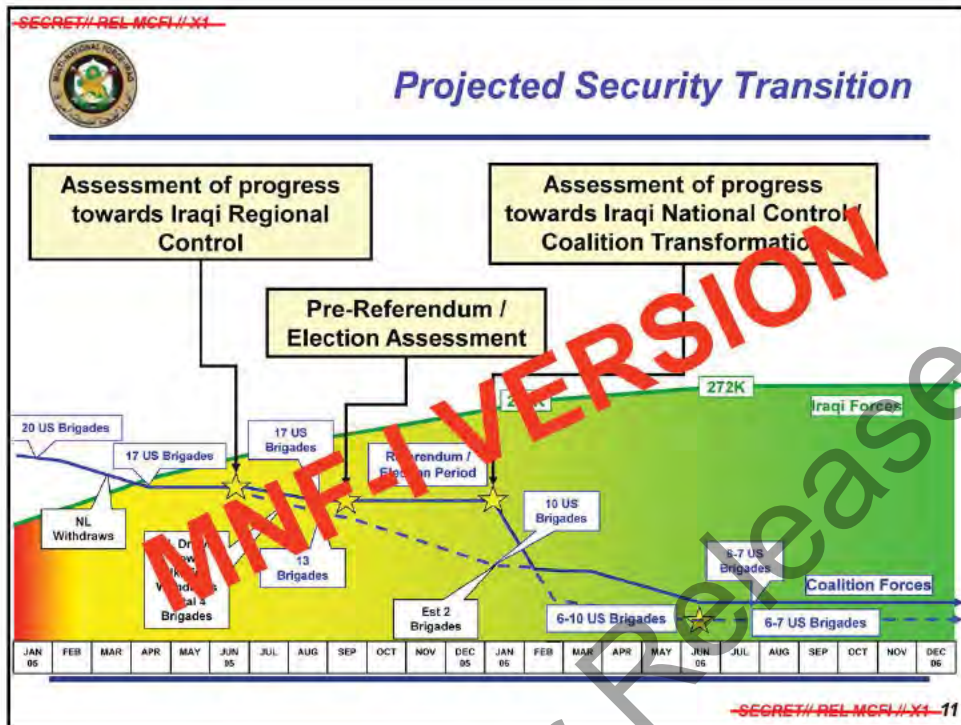 SECRET// REL MCFI // X1
MULTI-NATIONAL FORCE-IRAQ
Projected Security Transition
Assessment of progress
towards Iraqi Regional
Control
Assessment of progress
towards Iraqi National Control /
Coalition Transformation
Pre-Referendum /
Election Assessment
MNF-I VERSION
272K
Iraqi Forces
20 US Brigades
17 US Brigades
17 US
Brigades
Referendum /
Election Period
NL
Withdraws
Brigades
13
Brigades
10 US
Brigades
Est 2
Brigades
6-7 US
Brigades
Coalition Forces
6-10 US Brigades
6-7 US Brigades
JAN 05 FEB MAR APR MAY JUN 05 JUL AUG SEP OCT NOV DEC 05 JAN 06 FEB MAR APR MAY JUN 06 JUL AUG SEP OCT NOV DEC 06
Release
SECRET// REL MCFI // X1 11